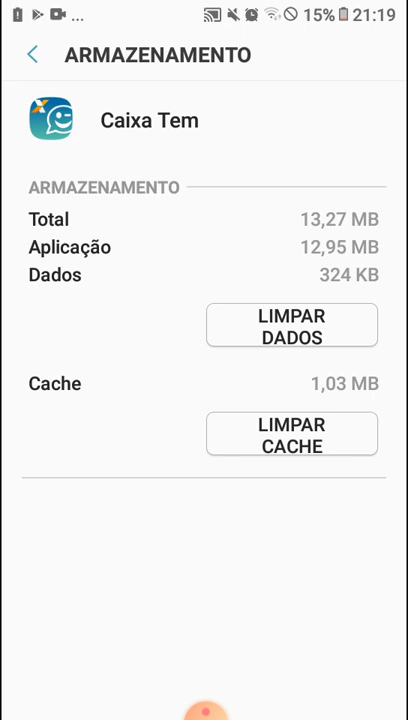 ... 15% 21:19
ARMAZENAMENTO
Caixa Tem
ARMAZENAMENTO
Total 13,27 MB
Aplicação 12,95 MB
Dados 324 KB
LIMPAR
DADOS
Cache 1,03 MB
LIMPAR
CACHE